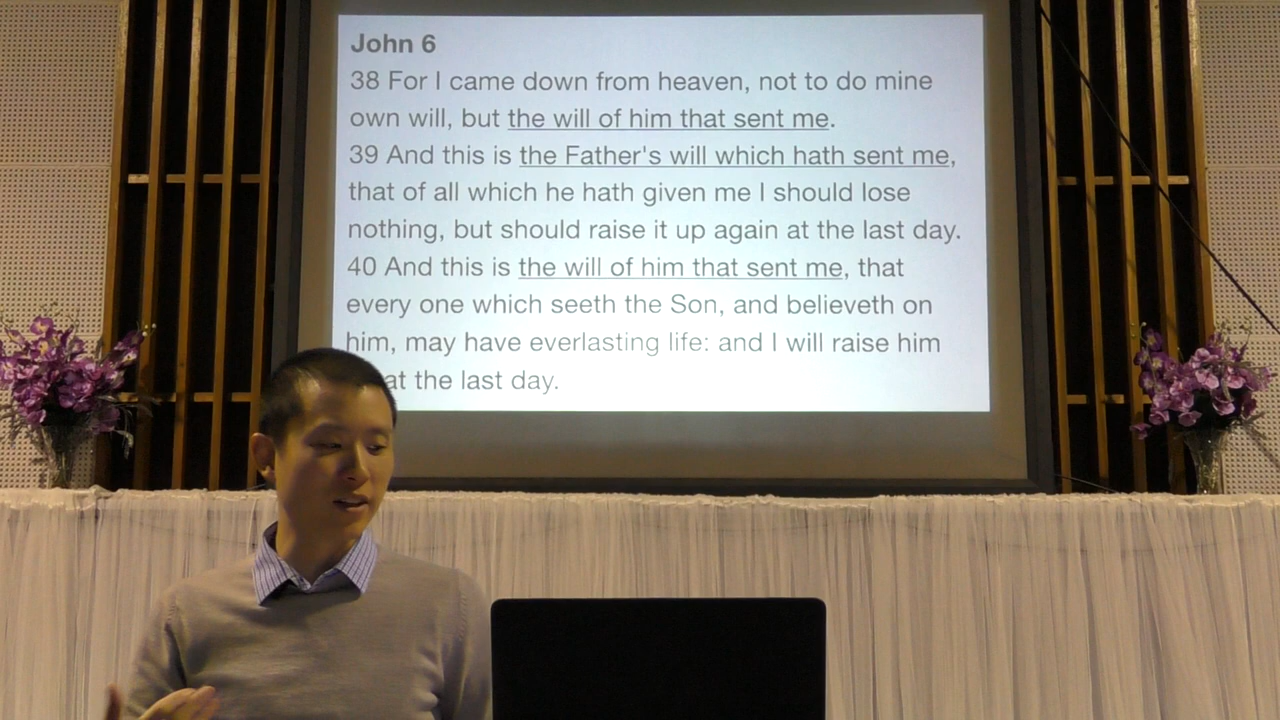 John 6
38 For I came down from heaven, not to do mine
own will, but the will of him that sent me.
39 And this is the Father's will which hath sent me,
that of all which he hath given me I should lose
nothing, but should raise it up again at the last day.
40 And this is the will of him that sent me, that
every one which seeth the Son, and believeth on
him, may have everlasting life: and I will raise him
at the last day.